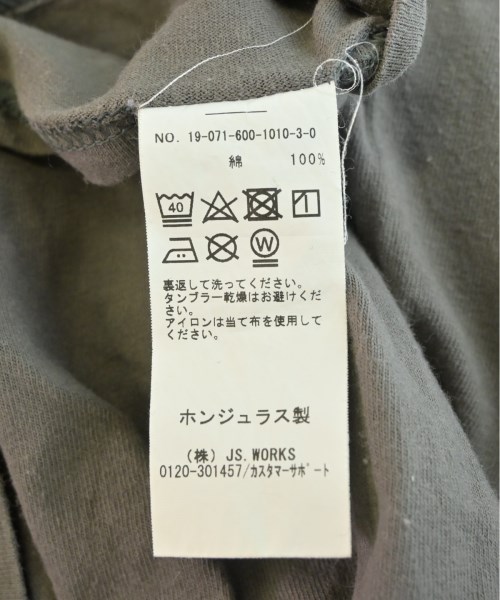 NO. 19-071-600-1010-3-0
綿 100%
40
W
裏返して洗ってください。
タンブラー乾燥はお避けくだ
さい。
アイロンは当て布を使用して
ください。
ホンジュラス製
(株) JS.WORKS
0120-301457/カスタマーサポート